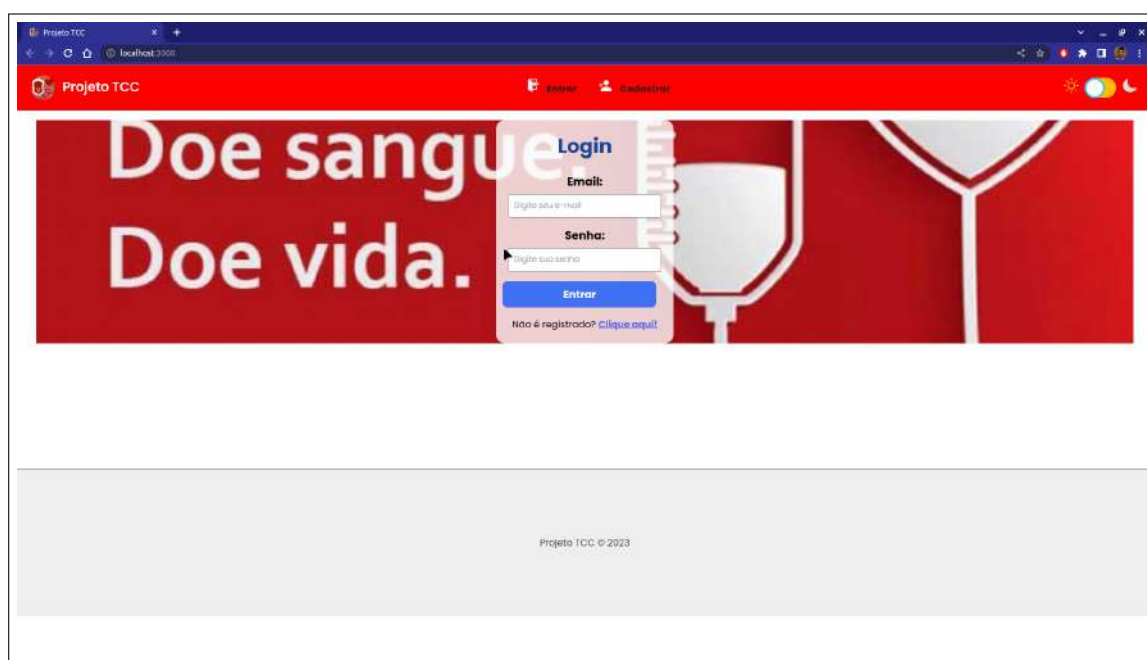 Projeto TCC
localhost:3000
Projeto TCC
Entrar
Cadastrar
Doe sangue.
Doe vida.
Login
Email:
Digite seu e-mail
Senha:
Digite sua senha
Entrar
Não é registrado? Clique aqui!
Projeto TCC © 2023